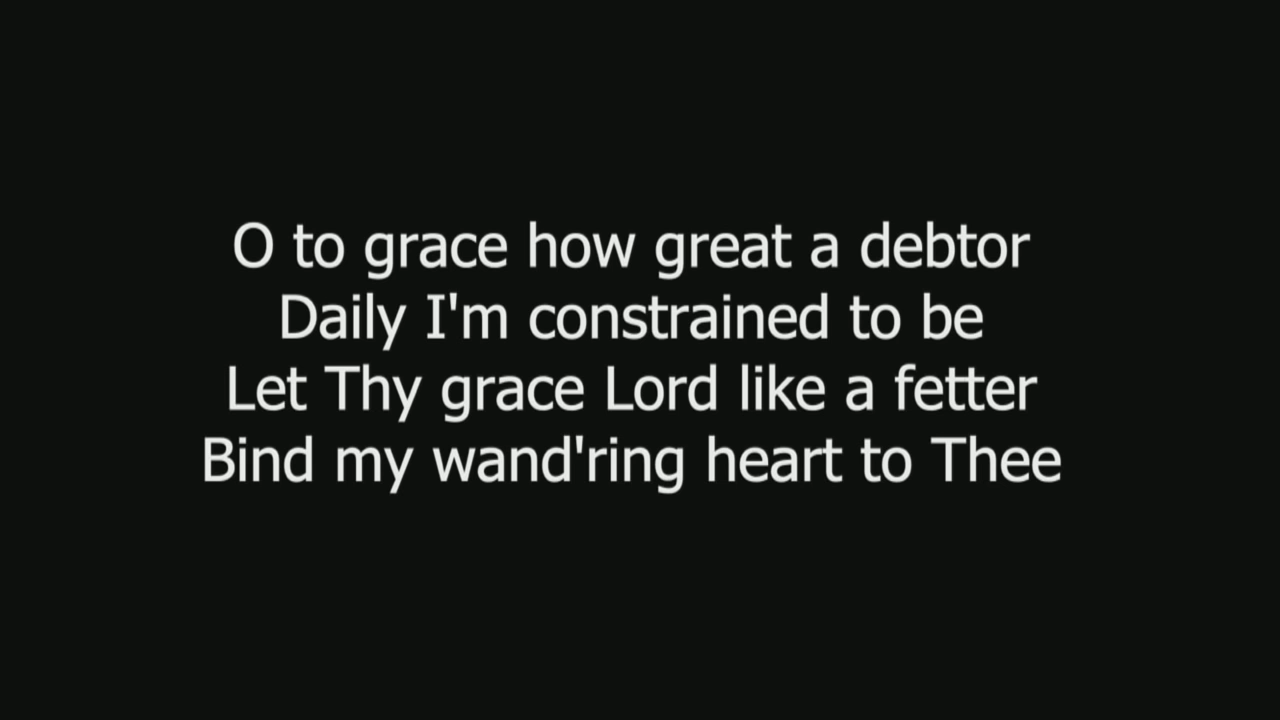 O to grace how great a debtor
Daily I'm constrained to be
Let Thy grace Lord like a fetter
Bind my wand'ring heart to Thee